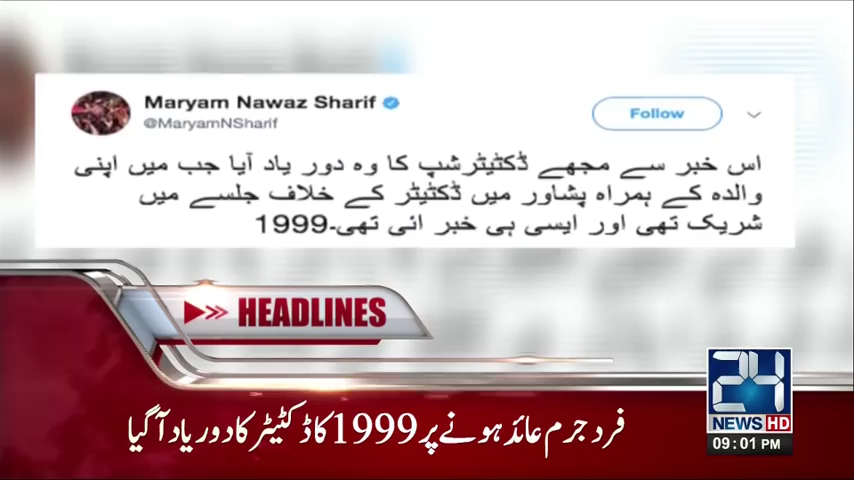 Maryam Nawaz Sharif
@MaryamNSharif
Follow
اس خبر سے مجھے ڈکٹیٹرشپ کا وہ دور یاد آیا جب میں اپنی
والدہ کے ہمراہ پشاور میں ڈکٹیٹر کے خلاف جلسے میں
شریک تھی اور ایسی ہی خبر ائی تھی۔1999
HEADLINES
24
NEWS HD
09:01 PM
فرد جرم عائد ہونے پر 1999 کا ڈکٹیٹر کا دور یاد آ گیا